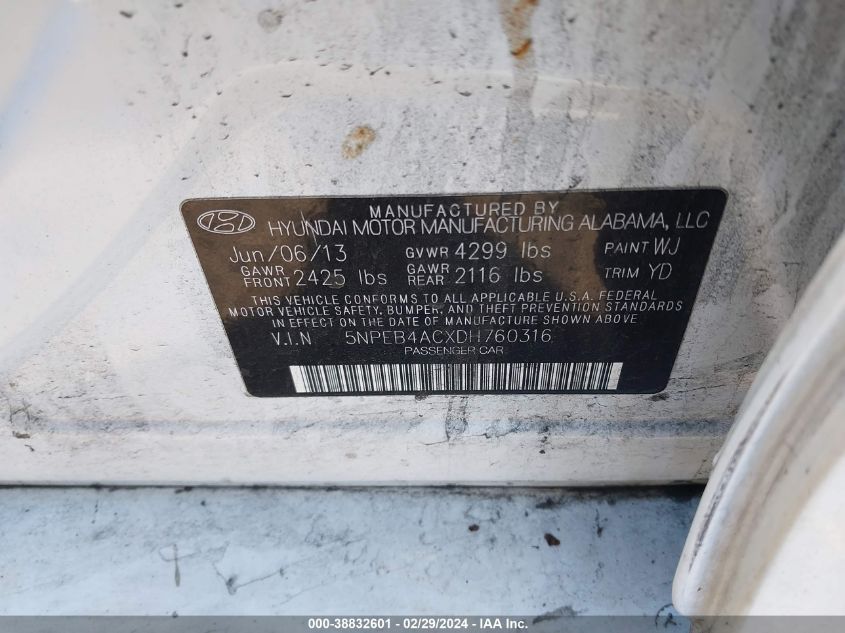 MANUFACTURED BY
HYUNDAI MOTOR MANUFACTURING ALABAMA, LLC
Jun/06/13 GVWR 4299 lbs PAINT WJ
GAWR FRONT 2425 lbs GAWR REAR 2116 lbs TRIM YD
THIS VEHICLE CONFORMS TO ALL APPLICABLE U.S.A. FEDERAL
MOTOR VEHICLE SAFETY, BUMPER, AND THEFT PREVENTION STANDARDS
IN EFFECT ON THE DATE OF MANUFACTURE SHOWN ABOVE.
V.I.N 5NPEB4ACXDH760316
PASSENGER CAR
000-38832601 - 02/29/2024 - IAA Inc.